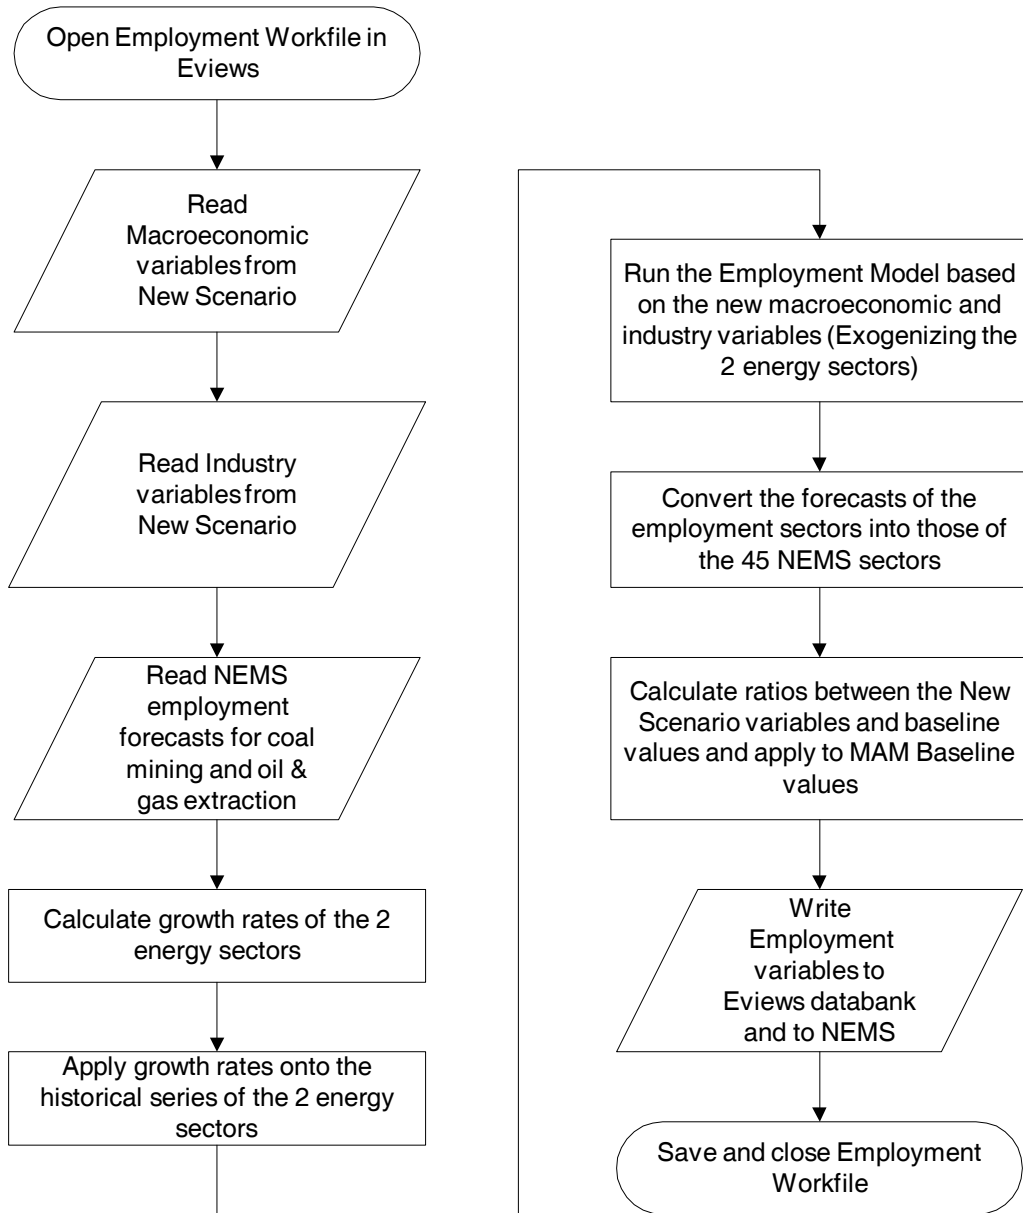 Open Employment Workfile in
Eviews
Read
Macroeconomic
variables from
New Scenario
Read Industry
variables from
New Scenario
Read NEMS
employment
forecasts for coal
mining and oil &
gas extraction
Calculate growth rates of the 2
energy sectors
Apply growth rates onto the
historical series of the 2 energy
sectors
Run the Employment Model based
on the new macroeconomic and
industry variables (Exogenizing the
2 energy sectors)
Convert the forecasts of the
employment sectors into those of
the 45 NEMS sectors
Calculate ratios between the New
Scenario variables and baseline
values and apply to MAM Baseline
values
Write
Employment
variables to
Eviews databank
and to NEMS
Save and close Employment
Workfile